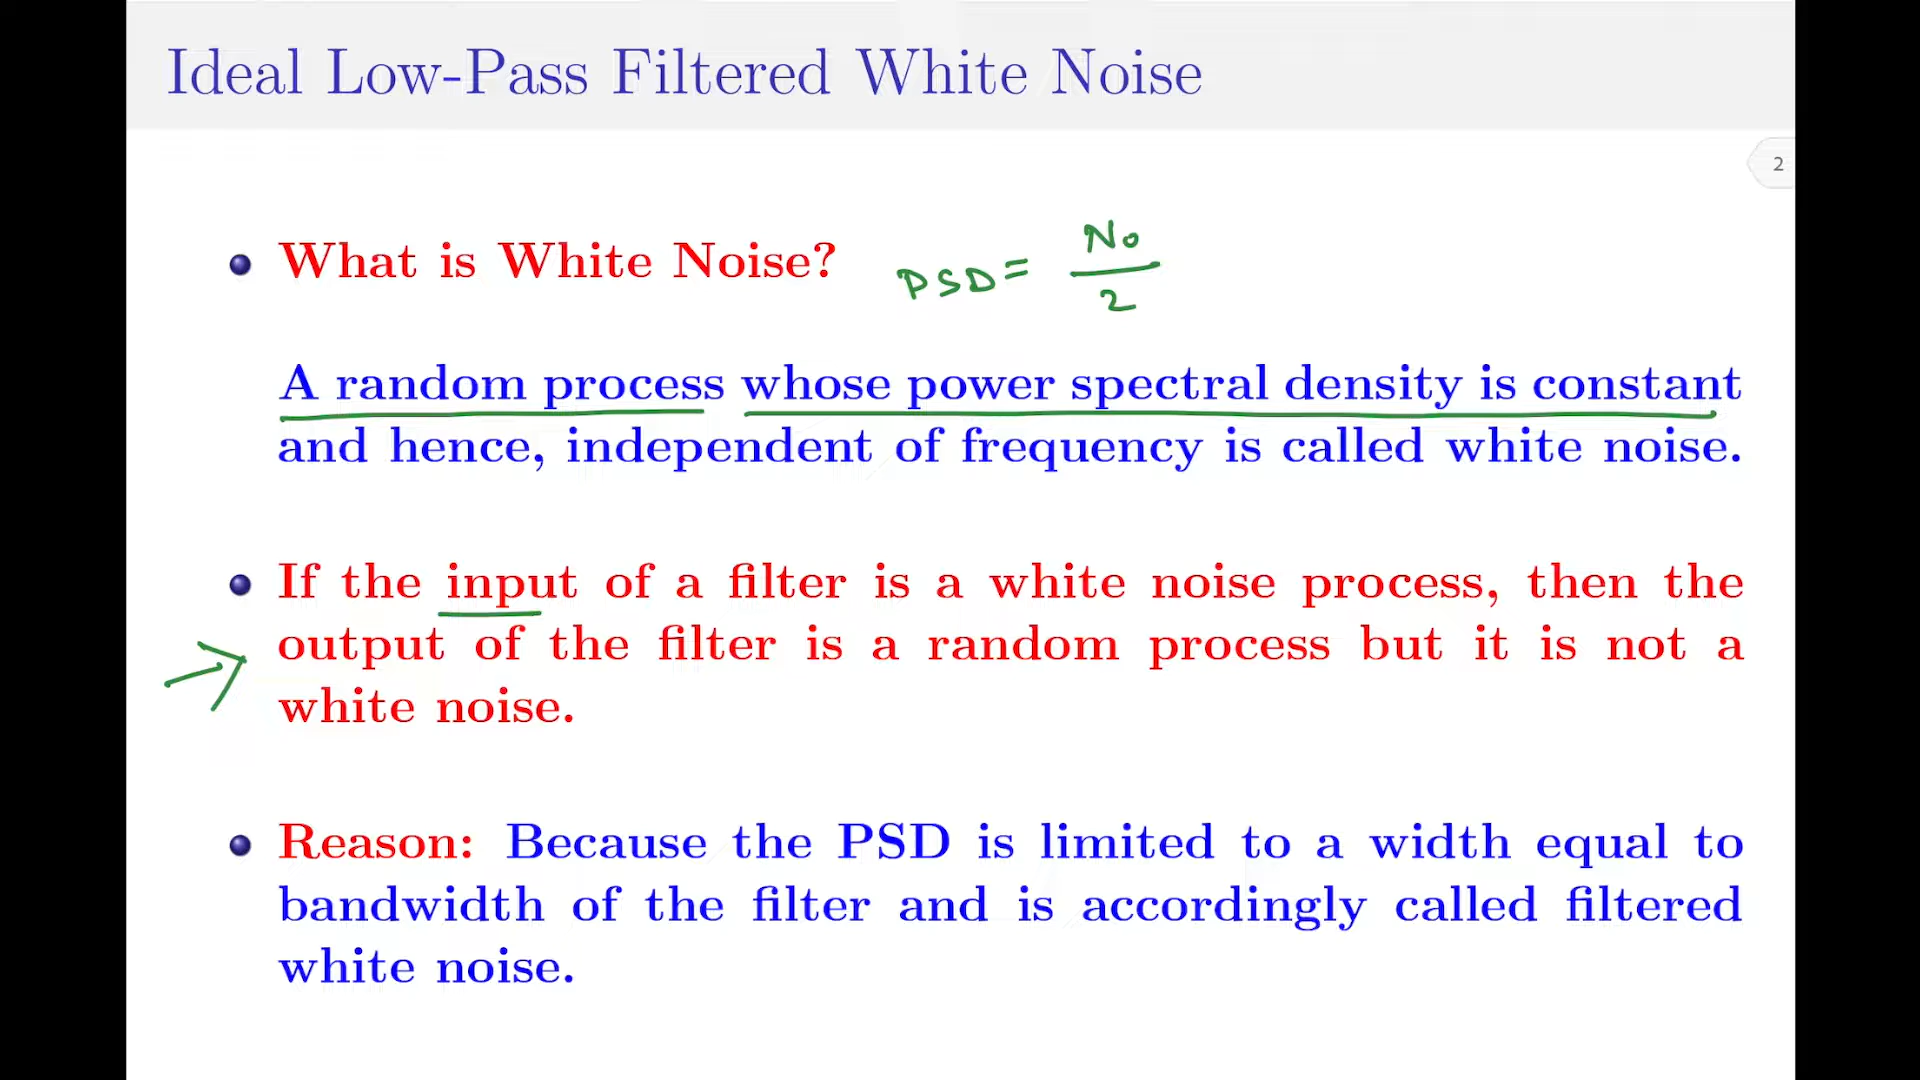 Ideal Low-Pass Filtered White Noise
2
What is White Noise? PSD = N₀/2
A random process whose power spectral density is constant
and hence, independent of frequency is called white noise.
If the input of a filter is a white noise process, then the
output of the filter is a random process but it is not a
white noise.
Reason: Because the PSD is limited to a width equal to
bandwidth of the filter and is accordingly called filtered
white noise.